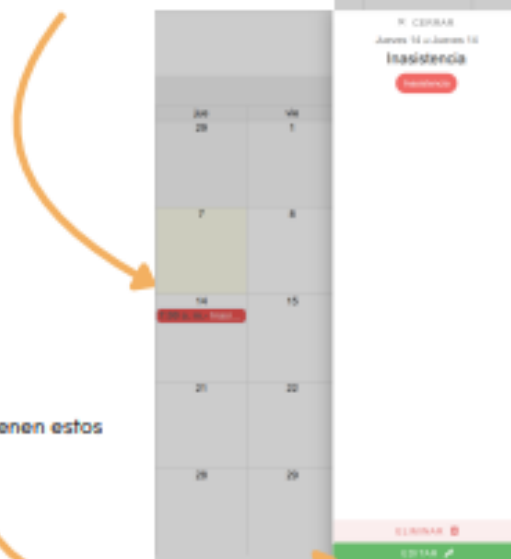 × CERRAR
Jueves 14 - Jueves 14
Inasistencia
Inasistencia
Jue Vie
29 1
7 8
14 15
21 22
28 29
enen estos
ELIMINAR
EDITAR